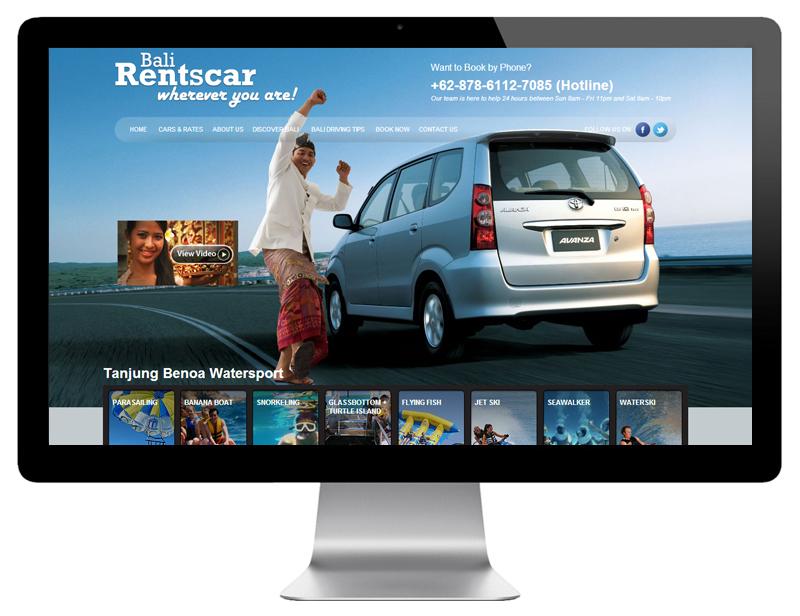 Bali
Rentscar
wherever you are!
Want to Book by Phone?
+62-878-6112-7085 (Hotline)
Our team is here to help 24 hours between Sun 8am - Fri 11pm and Sat 8am - 10pm
HOME CARS & RATES ABOUT US DISCOVER BALI BALI DRIVING TIPS BOOK NOW CONTACT US FOLLOW US ON
View Video
AVANZA
AVANZA
Tanjung Benoa Watersport
PARASAILING BANANA BOAT SNORKELING GLASSBOTTOM + TURTLE ISLAND FLYING FISH JET SKI SEAWALKER WATERSKI